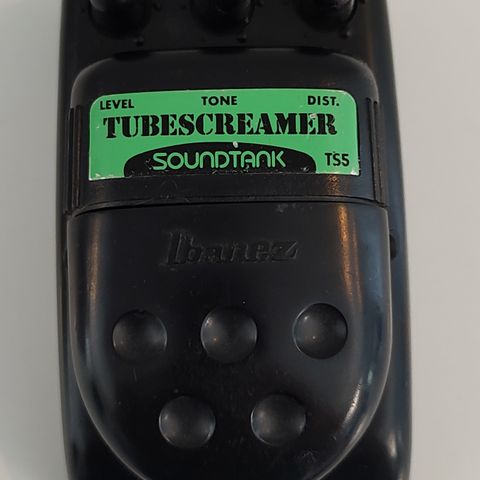 LEVEL TONE DIST.
TUBESCREAMER
SOUNDTANK TS5
Ibanez